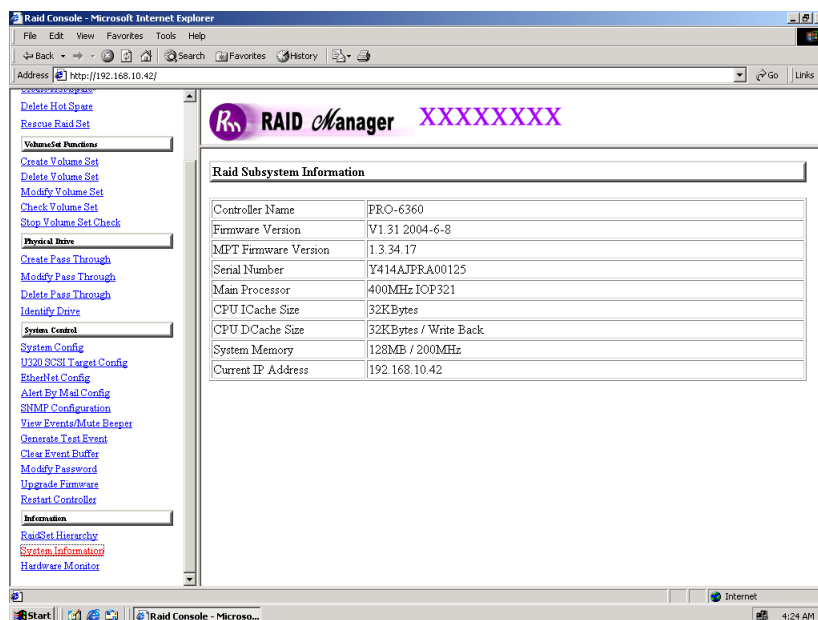 Raid Console - Microsoft Internet Explorer
File Edit View Favorites Tools Help
Back Search Favorites History
Address http://192.168.10.42/ Go Links
Delete Hot Spare
Rescue Raid Set
VolumeSet Functions
Create Volume Set
Delete Volume Set
Modify Volume Set
Check Volume Set
Stop Volume Set Check
Physical Drive
Create Pass Through
Modify Pass Through
Delete Pass Through
Identify Drive
System Control
System Config
U320 SCSI Target Config
EtherNet Config
Alert By Mail Config
SNMP Configuration
View Events/Mute Beeper
Generate Test Event
Clear Event Buffer
Modify Password
Upgrade Firmware
Restart Controller
Information
RaidSet Hierarchy
System Information
Hardware Monitor
Rm RAID Manager XXXXXXXX
Raid Subsystem Information
Controller Name PRO-6360
Firmware Version V1.31 2004-6-8
MPT Firmware Version 1.3.34.17
Serial Number Y414AJPRA00125
Main Processor 400MHz IOP321
CPU ICache Size 32KBytes
CPU DCache Size 32KBytes / Write Back
System Memory 128MB / 200MHz
Current IP Address 192.168.10.42
Internet
Start Raid Console - Microso... 4:24 AM